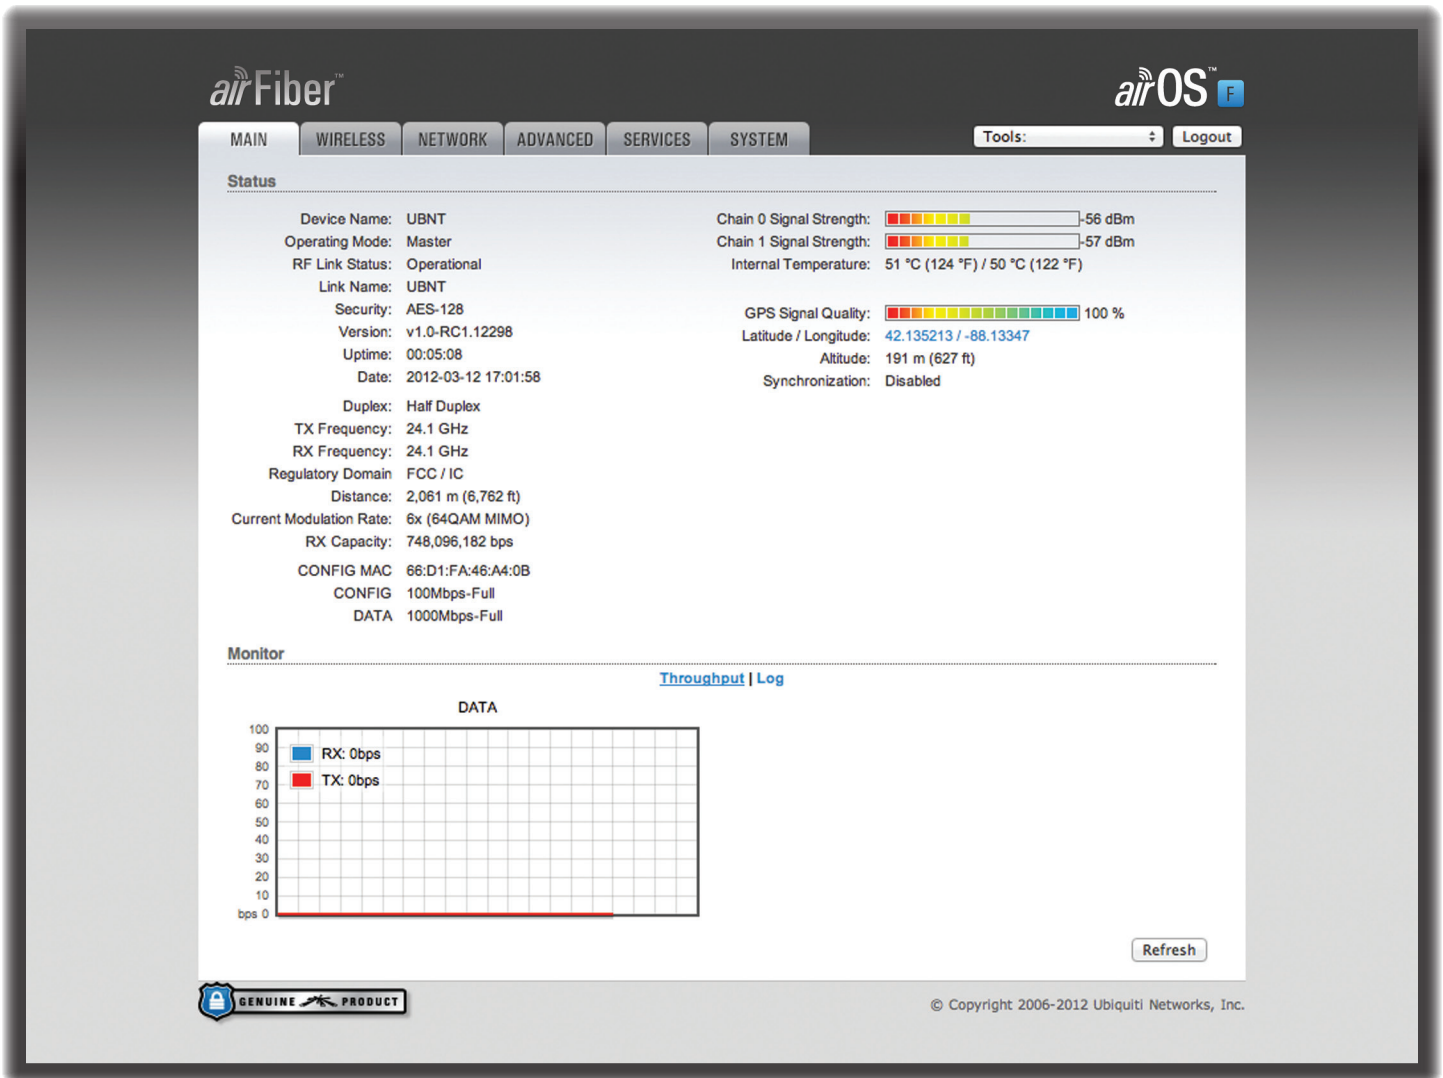 airFiber™
airOS™ F
MAIN WIRELESS NETWORK ADVANCED SERVICES SYSTEM Tools: Logout
Status
Device Name: UBNT
Operating Mode: Master
RF Link Status: Operational
Link Name: UBNT
Security: AES-128
Version: v1.0-RC1.12298
Uptime: 00:05:08
Date: 2012-03-12 17:01:58
Duplex: Half Duplex
TX Frequency: 24.1 GHz
RX Frequency: 24.1 GHz
Regulatory Domain FCC / IC
Distance: 2,061 m (6,762 ft)
Current Modulation Rate: 6x (64QAM MIMO)
RX Capacity: 748,096,182 bps
CONFIG MAC 66:D1:FA:46:A4:0B
CONFIG 100Mbps-Full
DATA 1000Mbps-Full
Chain 0 Signal Strength: -56 dBm
Chain 1 Signal Strength: -57 dBm
Internal Temperature: 51 °C (124 °F) / 50 °C (122 °F)
GPS Signal Quality: 100 %
Latitude / Longitude: 42.135213 / -88.13347
Altitude: 191 m (627 ft)
Synchronization: Disabled
Monitor
Throughput | Log
DATA
100
90
80
70
60
50
40
30
20
10
bps 0
RX: 0bps
TX: 0bps
Refresh
GENUINE PRODUCT
© Copyright 2006-2012 Ubiquiti Networks, Inc.